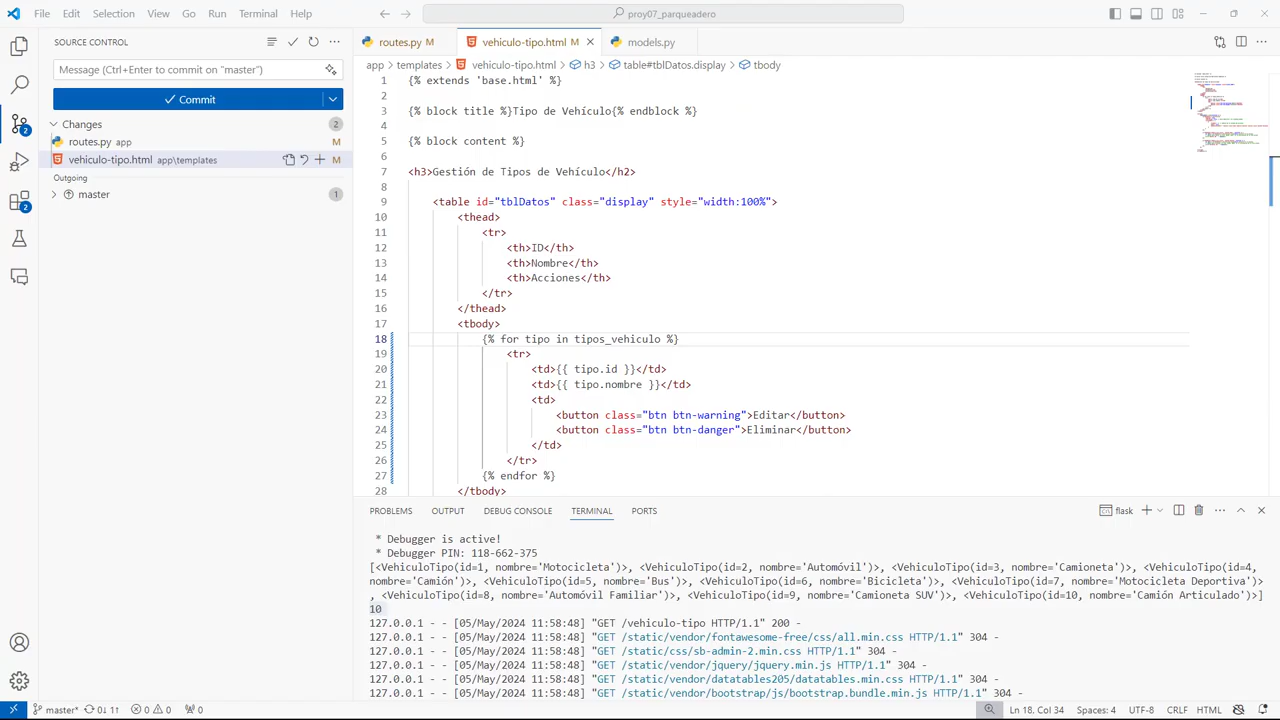 File Edit Selection View Go Run Terminal Help
proy07_parqueadero
SOURCE CONTROL
Message (Ctrl+Enter to commit on "master")
Commit
Changes 2
routes.py app M
vehiculo-tipo.html app\templates M
Outgoing
master 1
2
2
routes.py M
vehiculo-tipo.html M
models.py
app > templates > vehiculo-tipo.html > h3 > table#tblDatos.display > tbody
1 {% extends 'base.html' %}
2
3 {% block title %}Tipos de Vehículo{% endblock %}
4
5 {% block content %}
6
7 <h3>Gestión de Tipos de Vehículo</h2>
8
9 <table id="tblDatos" class="display" style="width:100%">
10 <thead>
11 <tr>
12 <th>ID</th>
13 <th>Nombre</th>
14 <th>Acciones</th>
15 </tr>
16 </thead>
17 <tbody>
18 {% for tipo in tipos_vehiculo %}
19 <tr>
20 <td>{{ tipo.id }}</td>
21 <td>{{ tipo.nombre }}</td>
22 <td>
23 <button class="btn btn-warning">Editar</button>
24 <button class="btn btn-danger">Eliminar</button>
25 </td>
26 </tr>
27 {% endfor %}
28 </tbody>
PROBLEMS OUTPUT DEBUG CONSOLE TERMINAL PORTS
flask
* Debugger is active!
* Debugger PIN: 118-662-375
[<VehiculoTipo(id=1, nombre='Motocicleta')>, <VehiculoTipo(id=2, nombre='Automóvil')>, <VehiculoTipo(id=3, nombre='Camioneta')>, <VehiculoTipo(id=4,
nombre='Camión')>, <VehiculoTipo(id=5, nombre='Bus')>, <VehiculoTipo(id=6, nombre='Bicicleta')>, <VehiculoTipo(id=7, nombre='Motocicleta Deportiva')>
, <VehiculoTipo(id=8, nombre='Automóvil Familiar')>, <VehiculoTipo(id=9, nombre='Camioneta SUV')>, <VehiculoTipo(id=10, nombre='Camión Articulado')>]
10
127.0.0.1 - - [05/May/2024 11:58:48] "GET /vehiculo-tipo HTTP/1.1" 200 -
127.0.0.1 - - [05/May/2024 11:58:48] "GET /static/vendor/fontawesome-free/css/all.min.css HTTP/1.1" 304 -
127.0.0.1 - - [05/May/2024 11:58:48] "GET /static/css/sb-admin-2.min.css HTTP/1.1" 304 -
127.0.0.1 - - [05/May/2024 11:58:48] "GET /static/vendor/jquery/jquery.min.js HTTP/1.1" 304 -
127.0.0.1 - - [05/May/2024 11:58:48] "GET /static/vendor/datatables205/datatables.min.css HTTP/1.1" 304 -
127.0.0.1 - - [05/May/2024 11:58:48] "GET /static/vendor/bootstrap/js/bootstrap.bundle.min.js HTTP/1.1" 304 -
master* 0↓ 1↑ 0 0 0
Ln 18, Col 34 Spaces: 4 UTF-8 CRLF HTML